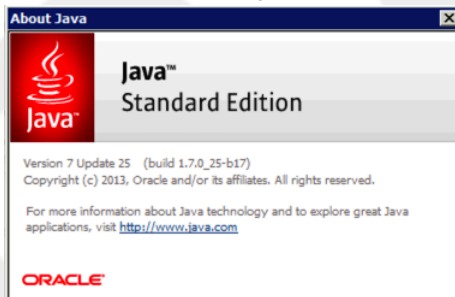 About Java
Java™
Java™
Standard Edition
Version 7 Update 25 (build 1.7.0_25-b17)
Copyright (c) 2013, Oracle and/or its affiliates. All rights reserved.
For more information about Java technology and to explore great Java
applications, visit http://www.java.com
ORACLE®